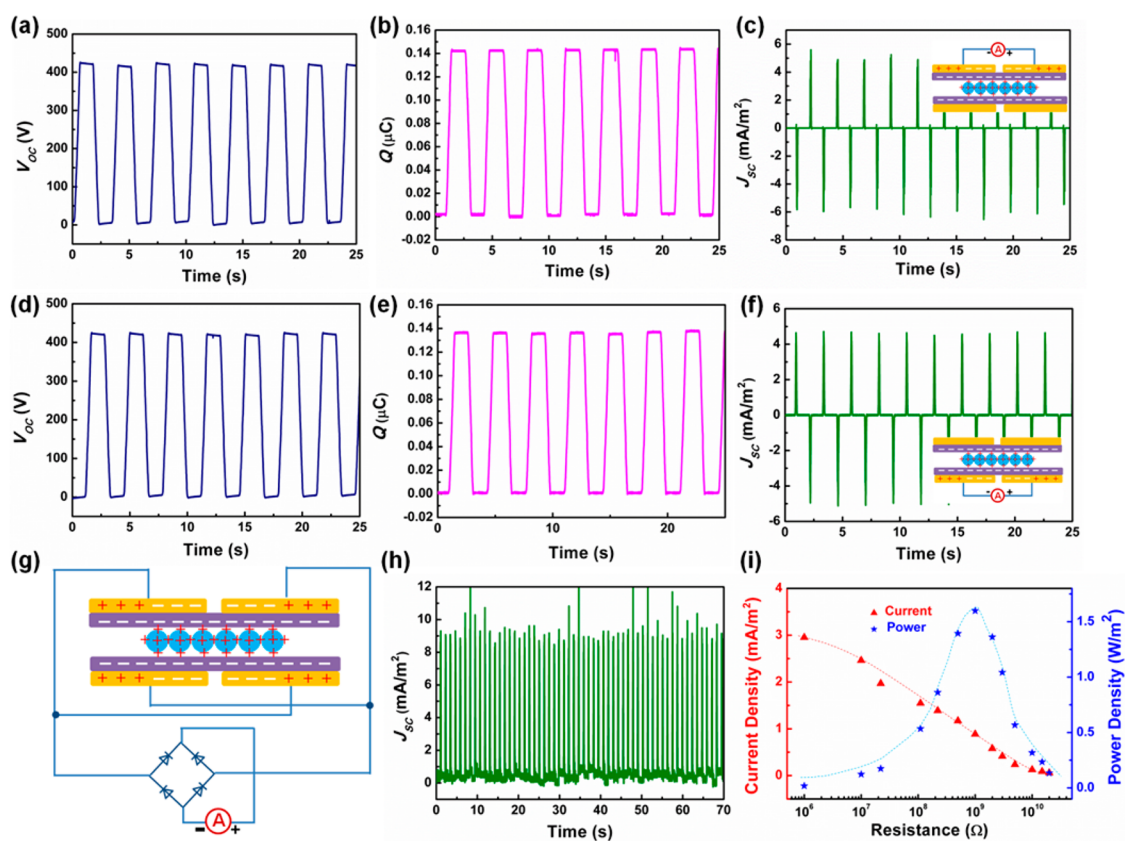 (a)
500
400
300
200
100
0
V_OC (V)
0 5 10 15 20 25
Time (s)
(b)
0.16
0.14
0.12
0.10
0.08
0.06
0.04
0.02
0.00
-0.02
Q (μC)
0 5 10 15 20
Time (s)
(c)
6
4
2
0
-2
-4
-6
-8
J_SC (mA/m²)
0 5 10 15 20 25
Time (s)
A
- +
+ + +
+ + +
(d)
500
400
300
200
100
0
V_OC (V)
0 5 10 15 20 25
Time (s)
(e)
0.16
0.14
0.12
0.10
0.08
0.06
0.04
0.02
0.00
-0.02
Q (μC)
0 10 20
Time (s)
(f)
6
4
2
0
-2
-4
-6
J_SC (mA/m²)
0 5 10 15 20 25
Time (s)
+ + +
+ + +
- +
A
(g)
+ + +
+ + +
+ + +
+ + +
- A +
(h)
12
10
8
6
4
2
0
J_SC (mA/m²)
0 10 20 30 40 50 60 70
Time (s)
(i)
4
3
2
1
0
Current Density (mA/m²)
Current
Power
1.5
1.0
0.5
0.0
Power Density (W/m²)
10⁶ 10⁷ 10⁸ 10⁹ 10¹⁰
Resistance (Ω)